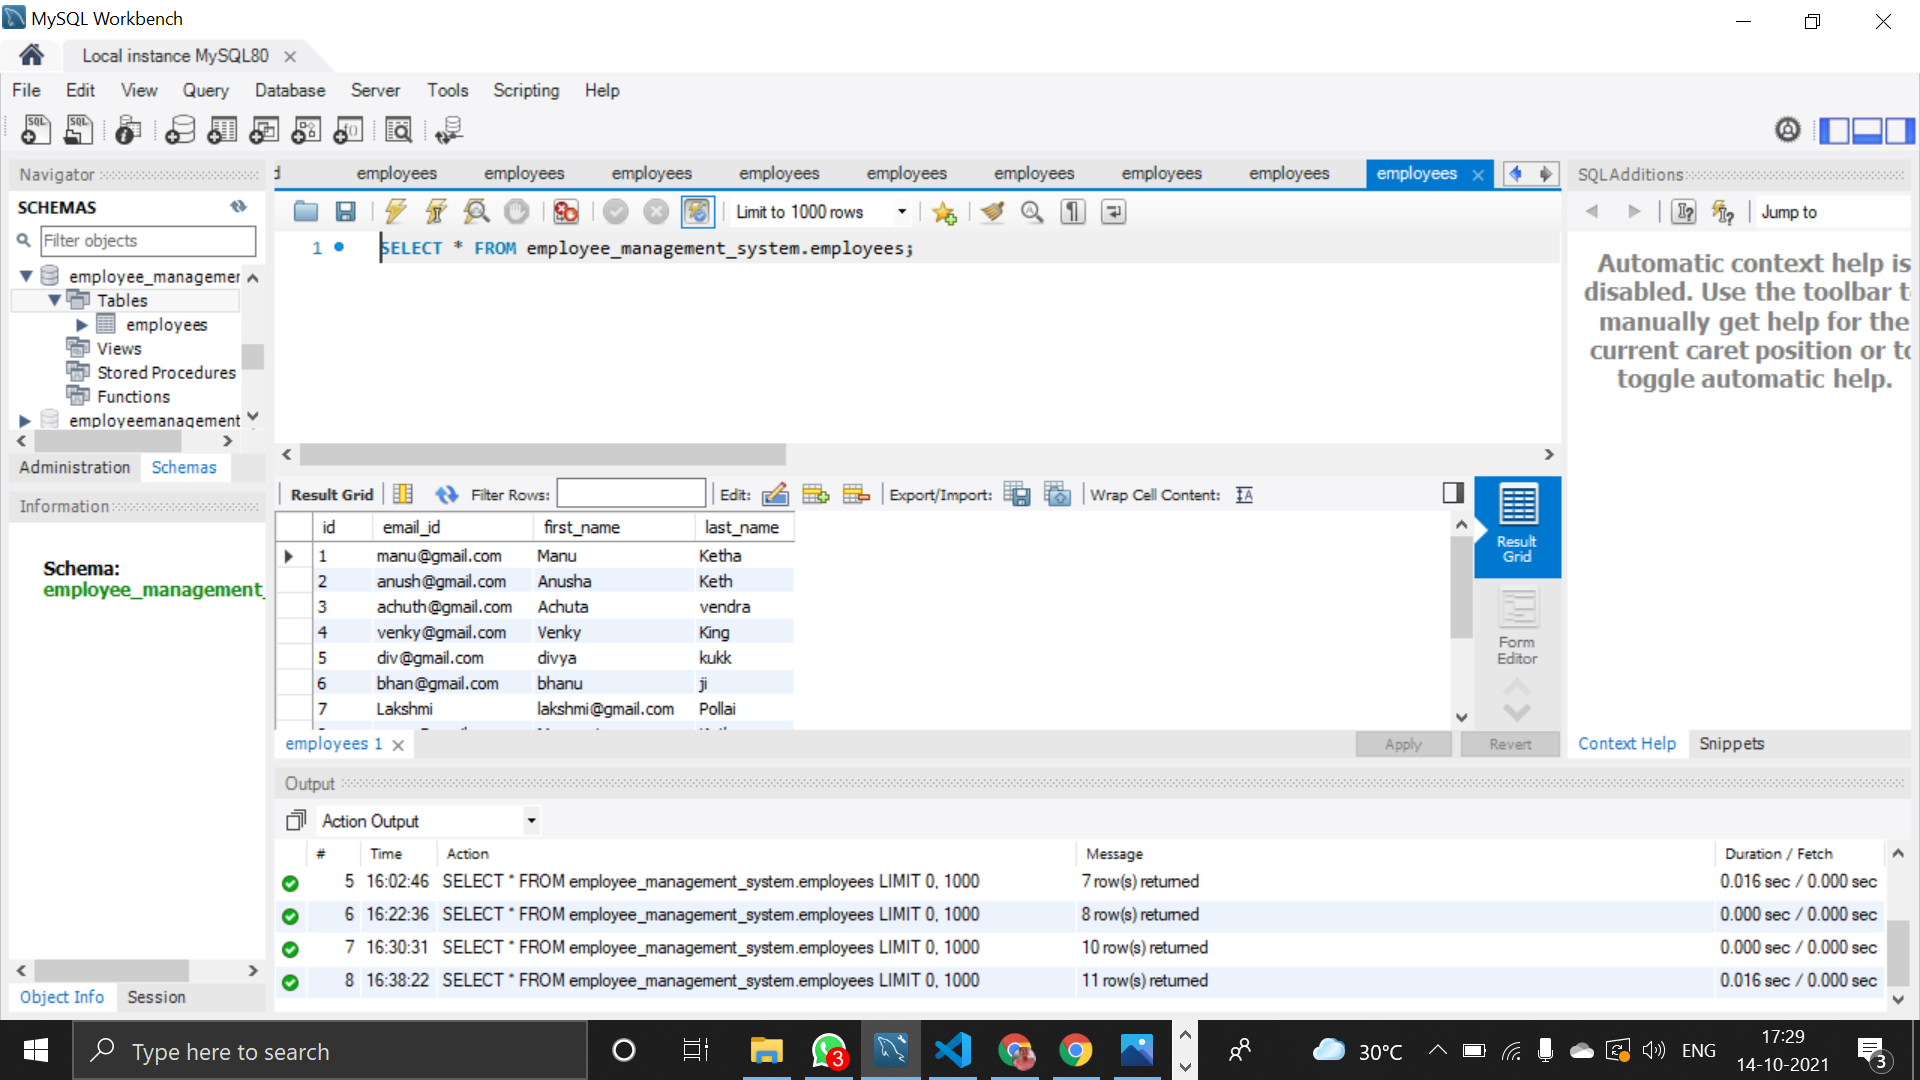 MySQL Workbench
Local instance MySQL80
File Edit View Query Database Server Tools Scripting Help
Navigator
SCHEMAS
Filter objects
employee_managemer
Tables
employees
Views
Stored Procedures
Functions
employeemanagement
Administration Schemas
Information
Schema:
employee_management_
Object Info Session
d employees employees employees employees employees employees employees employees employees
Limit to 1000 rows
1 SELECT * FROM employee_management_system.employees;
Result Grid Filter Rows: Edit: Export/Import: Wrap Cell Content:
id email_id first_name last_name
1 manu@gmail.com Manu Ketha
2 anush@gmail.com Anusha Keth
3 achuth@gmail.com Achuta vendra
4 venky@gmail.com Venky King
5 div@gmail.com divya kukk
6 bhan@gmail.com bhanu ji
7 Lakshmi lakshmi@gmail.com Pollai
Result
Grid
Form
Editor
employees 1
Apply Revert
SQLAdditions
Jump to
Automatic context help is
disabled. Use the toolbar t
manually get help for the
current caret position or to
toggle automatic help.
Context Help Snippets
Output
Action Output
# Time Action Message Duration / Fetch
5 16:02:46 SELECT * FROM employee_management_system.employees LIMIT 0, 1000 7 row(s) returned 0.016 sec / 0.000 sec
6 16:22:36 SELECT * FROM employee_management_system.employees LIMIT 0, 1000 8 row(s) returned 0.000 sec / 0.000 sec
7 16:30:31 SELECT * FROM employee_management_system.employees LIMIT 0, 1000 10 row(s) returned 0.000 sec / 0.000 sec
8 16:38:22 SELECT * FROM employee_management_system.employees LIMIT 0, 1000 11 row(s) returned 0.016 sec / 0.000 sec
Type here to search
3
30°C
ENG
17:29
14-10-2021
3